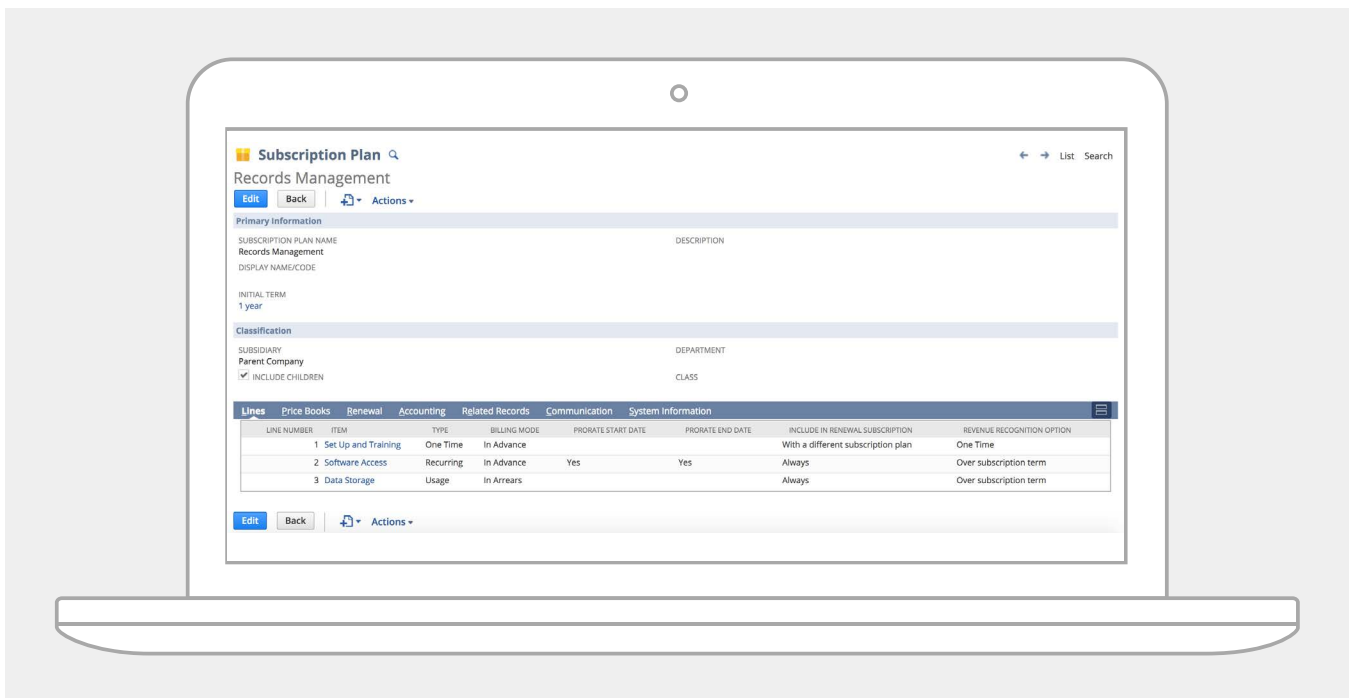 Subscription Plan
List Search
Records Management
Edit Back Actions
Primary Information
SUBSCRIPTION PLAN NAME
Records Management
DISPLAY NAME/CODE
INITIAL TERM
1 year
DESCRIPTION
Classification
SUBSIDIARY
Parent Company
INCLUDE CHILDREN
DEPARTMENT
CLASS
Lines Price Books Renewal Accounting Related Records Communication System Information
LINE NUMBER ITEM TYPE BILLING MODE PRORATE START DATE PRORATE END DATE INCLUDE IN RENEWAL SUBSCRIPTION REVENUE RECOGNITION OPTION
1 Set Up and Training One Time In Advance With a different subscription plan One Time
2 Software Access Recurring In Advance Yes Yes Always Over subscription term
3 Data Storage Usage In Arrears Always Over subscription term
Edit Back Actions